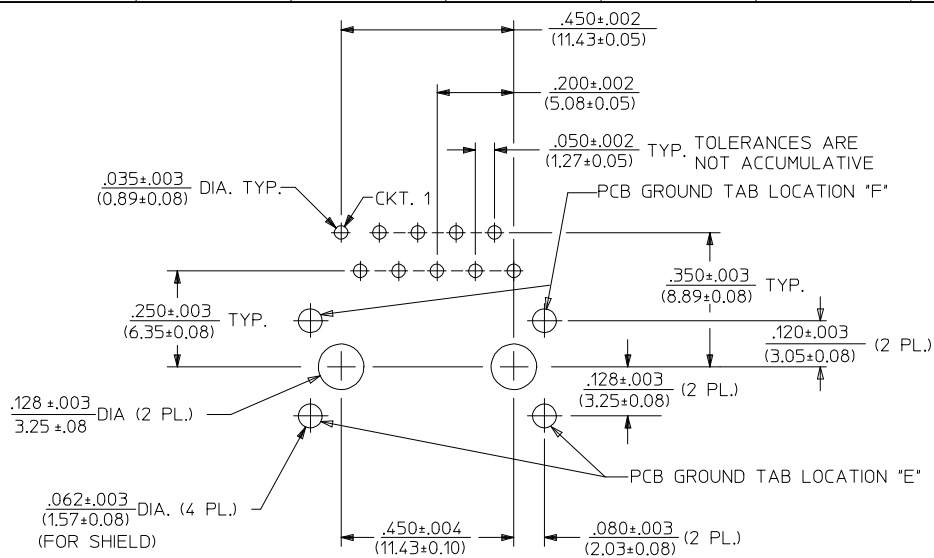 .450±.002
(11.43±0.05)
.200±.002
(5.08±0.05)
.050±.002
(1.27±0.05)
TYP. TOLERANCES ARE
NOT ACCUMULATIVE
.035±.003
(0.89±0.08)
DIA. TYP.
CKT. 1
PCB GROUND TAB LOCATION "F"
.250±.003
(6.35±0.08)
TYP.
.350±.003
(8.89±0.08)
TYP.
.120±.003
(3.05±0.08)
(2 PL.)
.128 ±.003
3.25 ±.08
DIA (2 PL.)
.128±.003
(3.25±0.08)
(2 PL.)
PCB GROUND TAB LOCATION "E"
.062±.003
(1.57±0.08)
DIA. (4 PL.)
(FOR SHIELD)
.450±.004
(11.43±0.10)
.080±.003
(2.03±0.08)
(2 PL.)